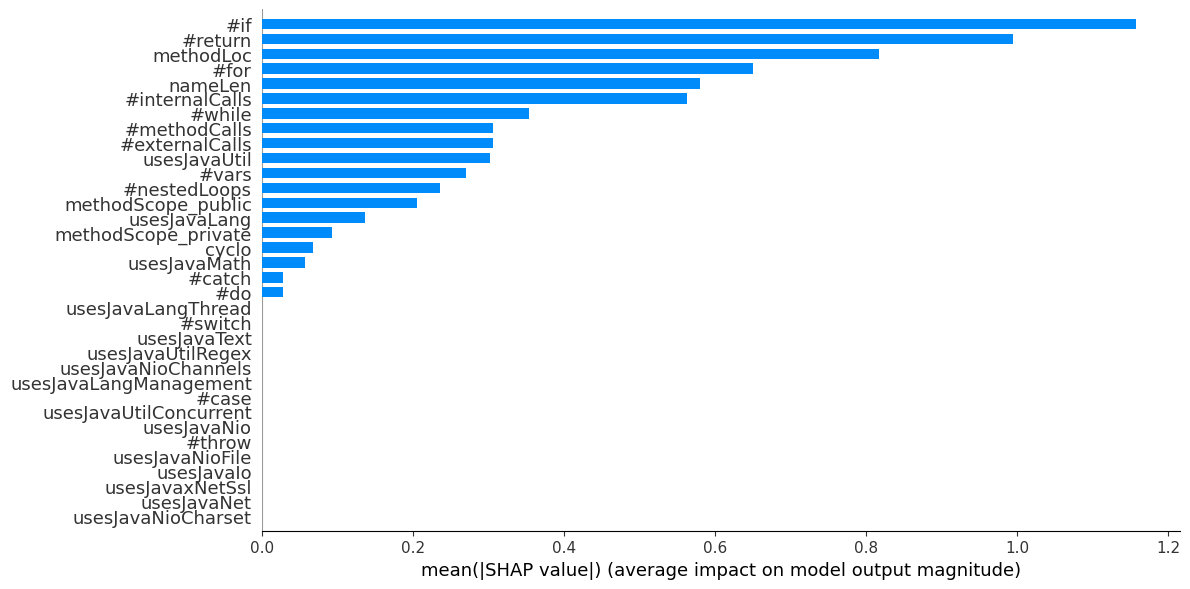 #if
#return
methodLoc
#for
nameLen
#internalCalls
#while
#methodCalls
#externalCalls
usesJavaUtil
#vars
#nestedLoops
methodScope_public
usesJavaLang
methodScope_private
cyclo
usesJavaMath
#catch
#do
usesJavaLangThread
#switch
usesJavaText
usesJavaUtilRegex
usesJavaNioChannels
usesJavaLangManagement
#case
usesJavaUtilConcurrent
usesJavaNio
#throw
usesJavaNioFile
usesJavaIo
usesJavaxNetSsl
usesJavaNet
usesJavaNioCharset
0.0 0.2 0.4 0.6 0.8 1.0 1.2
mean(|SHAP value|) (average impact on model output magnitude)